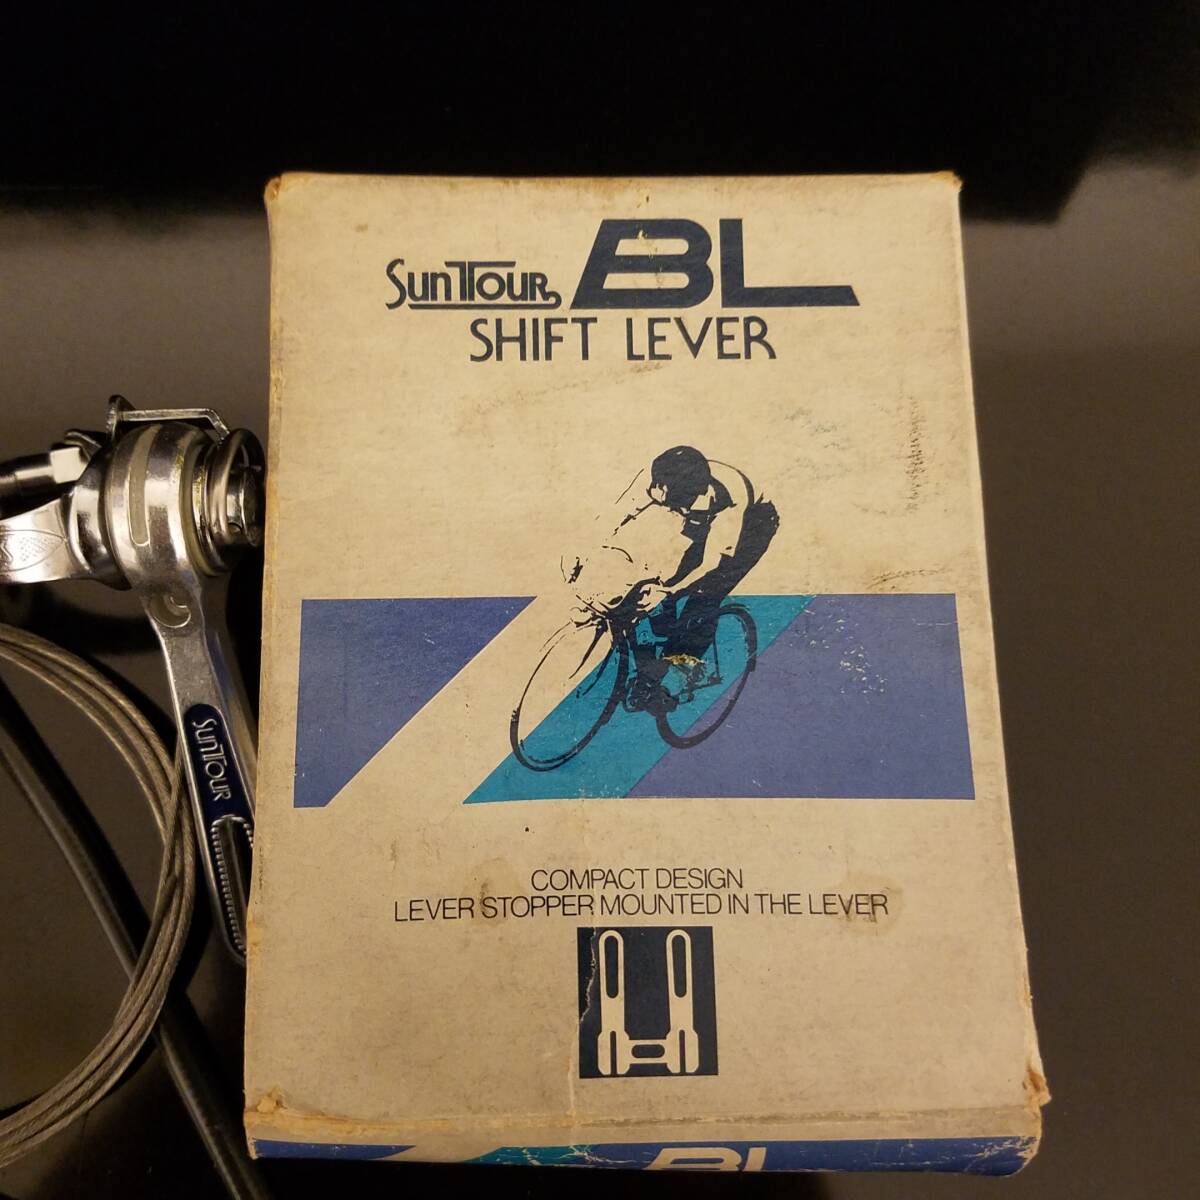 SunTour BL
SHIFT LEVER
SunTour
COMPACT DESIGN
LEVER STOPPER MOUNTED IN THE LEVER
BL